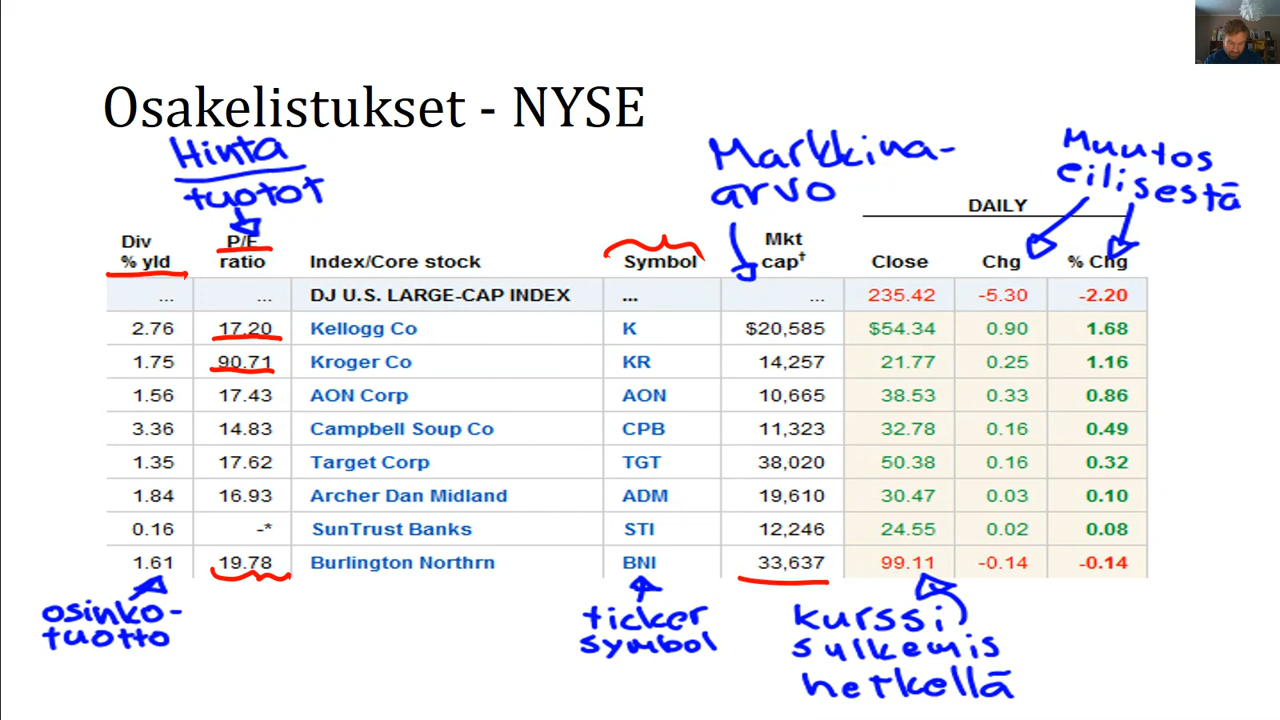 Osakelistukset - NYSE
Hinta
tuotot
Markkina-
arvo
Muutos
eilisestä
DAILY
Div % yld P/E ratio Index/Core stock Symbol Mkt cap† Close Chg % Chg
... ... DJ U.S. LARGE-CAP INDEX ... ... 235.42 -5.30 -2.20
2.76 17.20 Kellogg Co K $20,585 $54.34 0.90 1.68
1.75 90.71 Kroger Co KR 14,257 21.77 0.25 1.16
1.56 17.43 AON Corp AON 10,665 38.53 0.33 0.86
3.36 14.83 Campbell Soup Co CPB 11,323 32.78 0.16 0.49
1.35 17.62 Target Corp TGT 38,020 50.38 0.16 0.32
1.84 16.93 Archer Dan Midland ADM 19,610 30.47 0.03 0.10
0.16 -* SunTrust Banks STI 12,246 24.55 0.02 0.08
1.61 19.78 Burlington Northrn BNI 33,637 99.11 -0.14 -0.14
osinko-
tuotto
ticker
symbol
kurssi
sulkemis
hetkellä